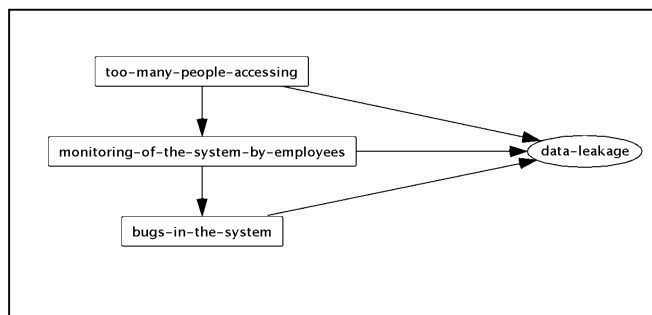 too-many-people-accessing
monitoring-of-the-system-by-employees
data-leakage
bugs-in-the-system